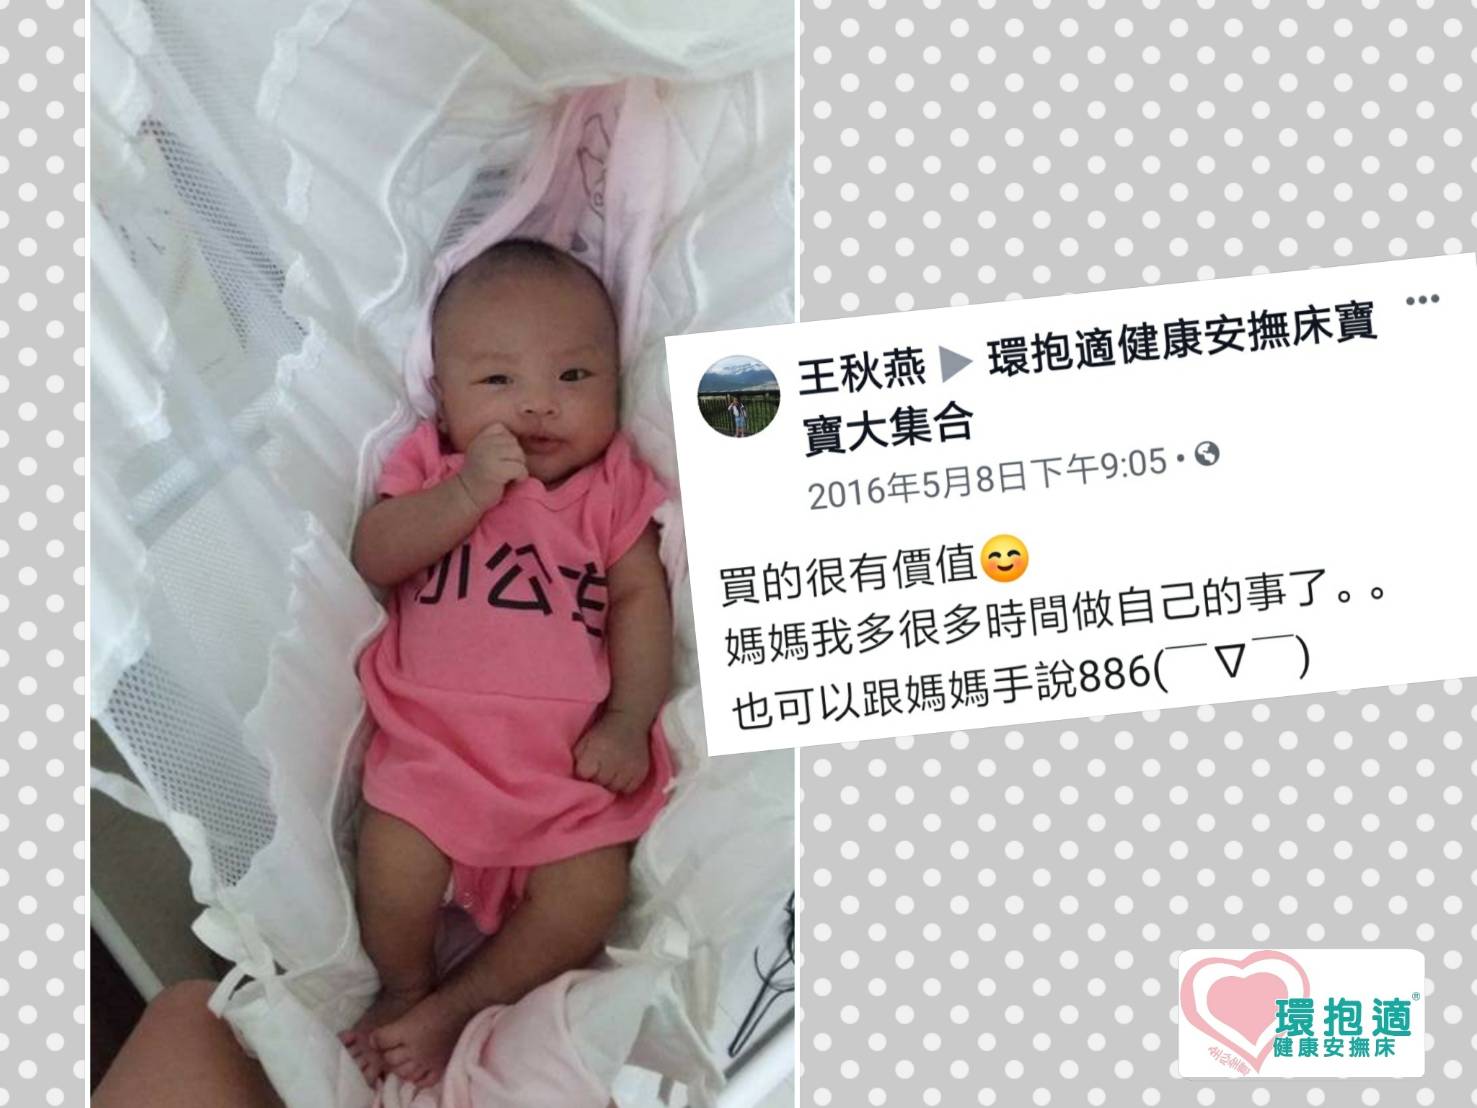 小公主
王秋燕 ▶ 環抱適健康安撫床寶
寶大集合
2016年5月8日下午9:05 •
買的很有價值😊
媽媽我多很多時間做自己的事了。。
也可以跟媽媽手說886(￣▽￣)
環抱適®
健康安撫床